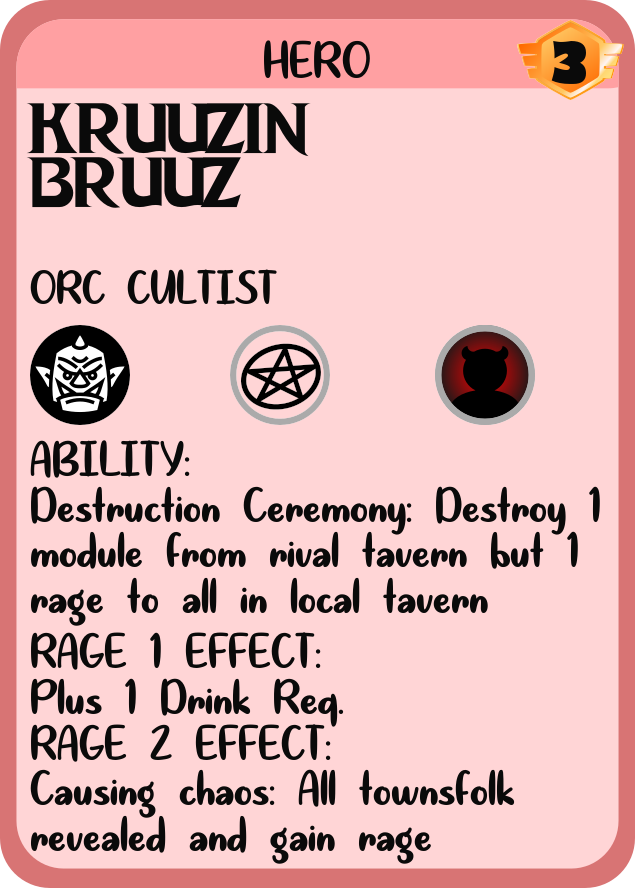 HERO
3
KRUUZIN
BRUUZ
ORC CULTIST
ABILITY:
Destruction Ceremony: Destroy 1
module from rival tavern but 1
rage to all in local tavern
RAGE 1 EFFECT:
Plus 1 Drink Req.
RAGE 2 EFFECT:
Causing chaos: All townsfolk
revealed and gain rage